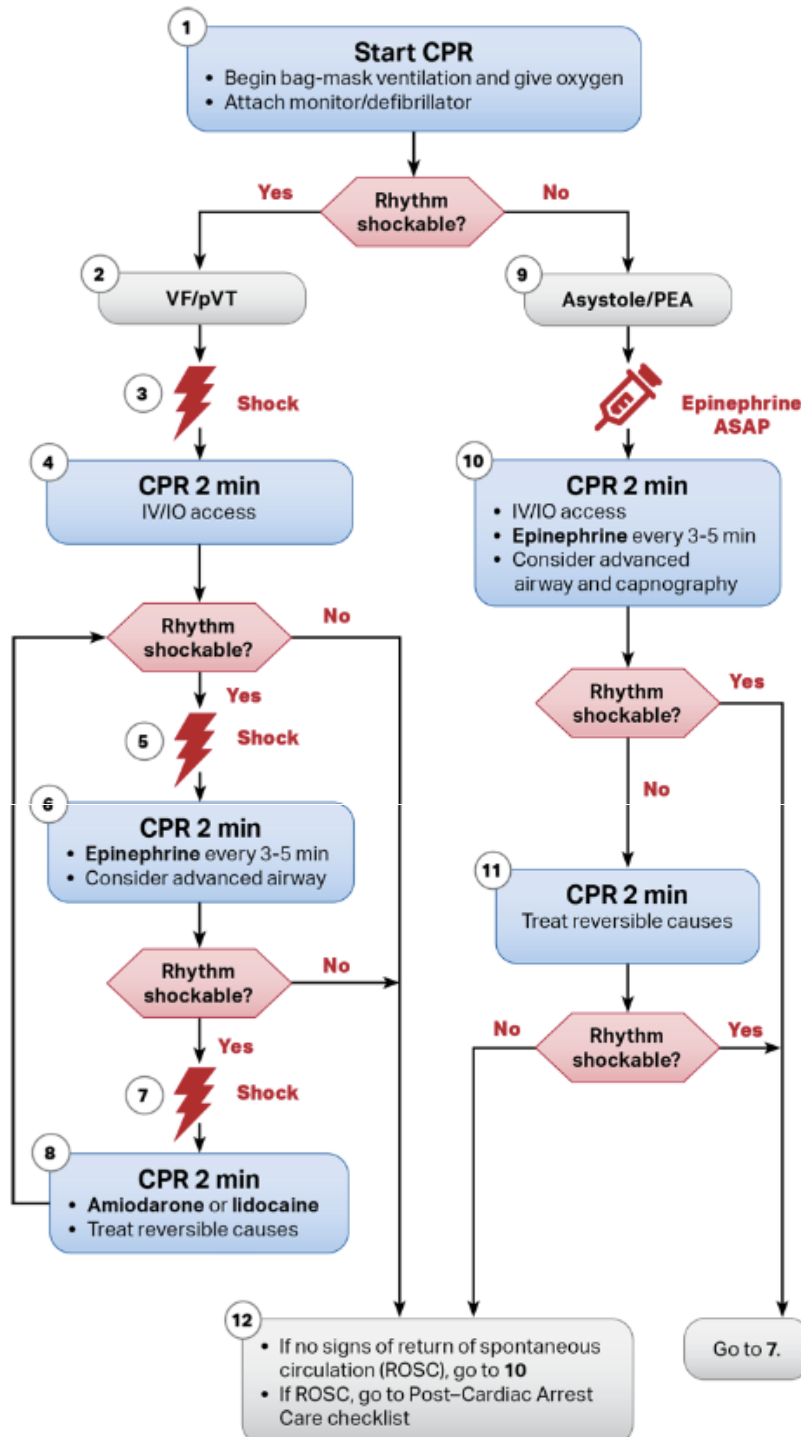 1
Start CPR
• Begin bag-mask ventilation and give oxygen
• Attach monitor/defibrillator
Yes
Rhythm
shockable?
No
2
VF/pVT
3
Shock
4
CPR 2 min
IV/IO access
Rhythm
shockable?
No
Yes
5
Shock
6
CPR 2 min
• Epinephrine every 3-5 min
• Consider advanced airway
Rhythm
shockable?
No
Yes
7
Shock
8
CPR 2 min
• Amiodarone or lidocaine
• Treat reversible causes
9
Asystole/PEA
Epinephrine
ASAP
10
CPR 2 min
• IV/IO access
• Epinephrine every 3-5 min
• Consider advanced
airway and capnography
Rhythm
shockable?
Yes
No
11
CPR 2 min
Treat reversible causes
No
Rhythm
shockable?
Yes
12
• If no signs of return of spontaneous
circulation (ROSC), go to 10
• If ROSC, go to Post–Cardiac Arrest
Care checklist
Go to 7.